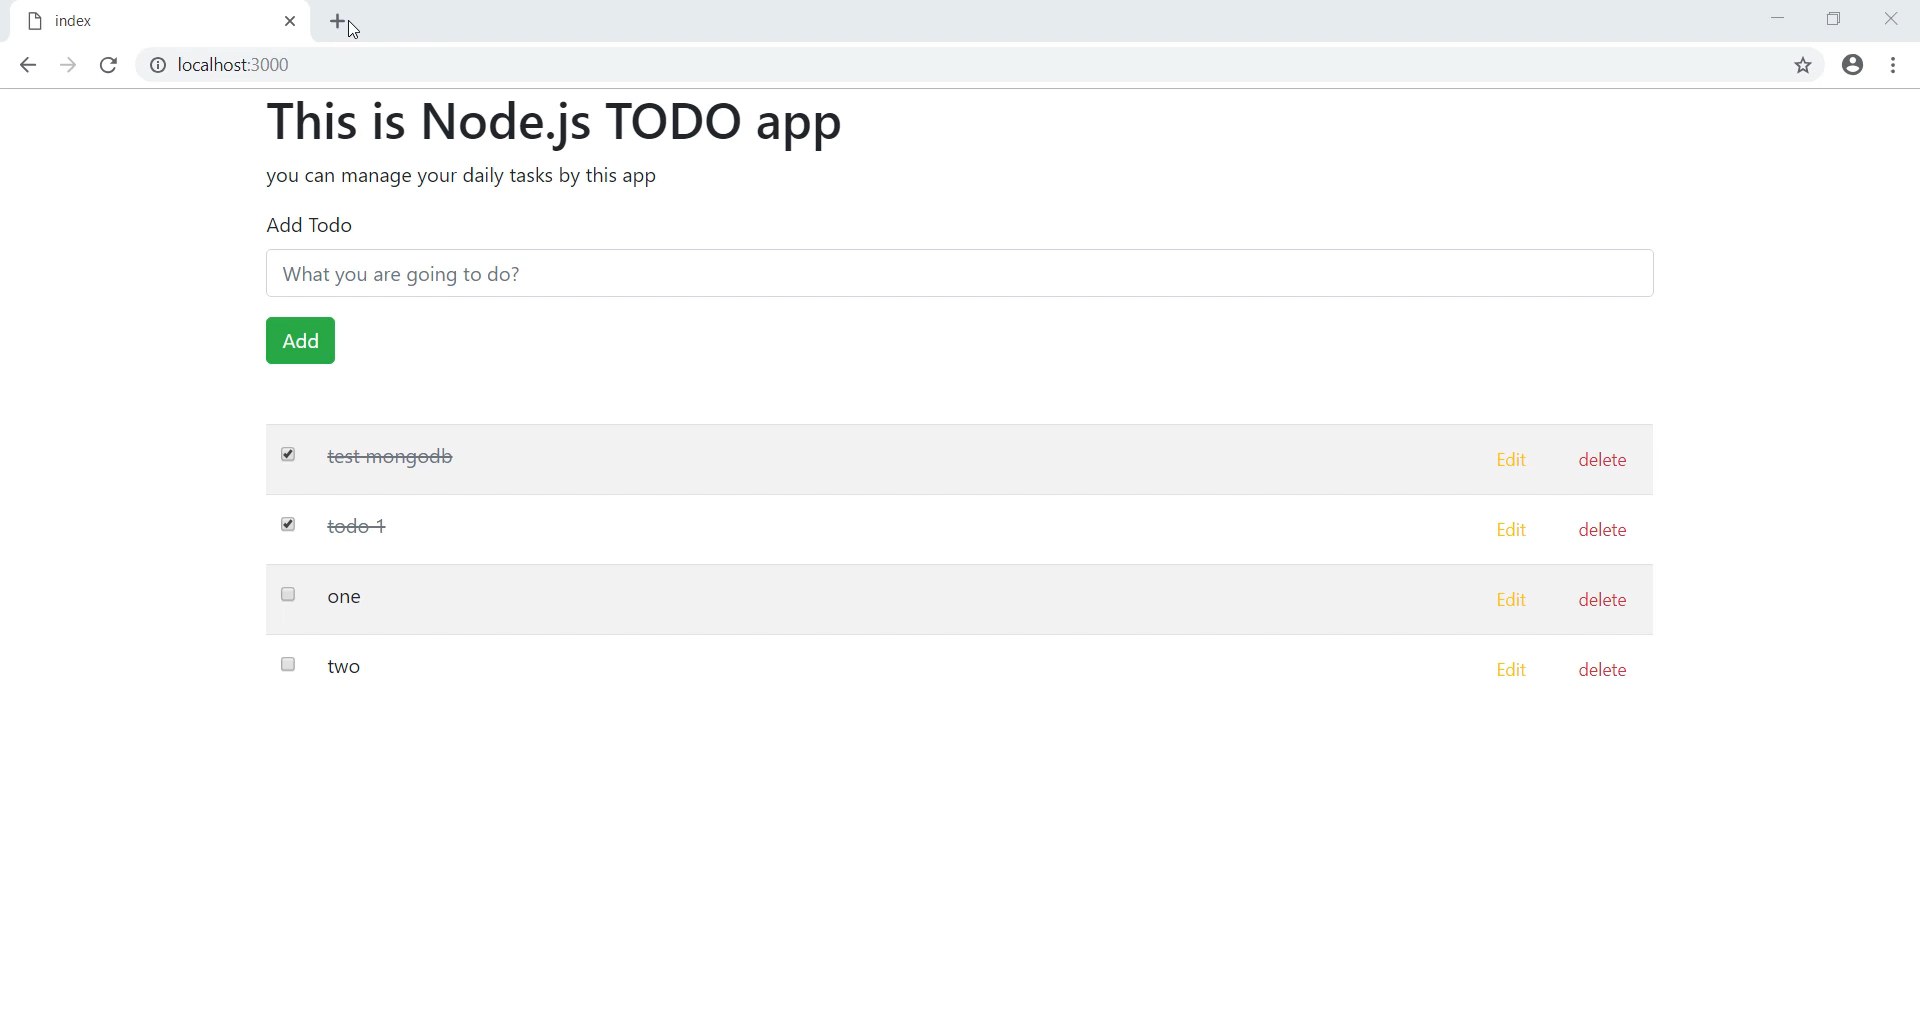 index
localhost:3000
This is Node.js TODO app
you can manage your daily tasks by this app
Add Todo
What you are going to do?
Add
test mongodb Edit delete
todo 1 Edit delete
one Edit delete
two Edit delete